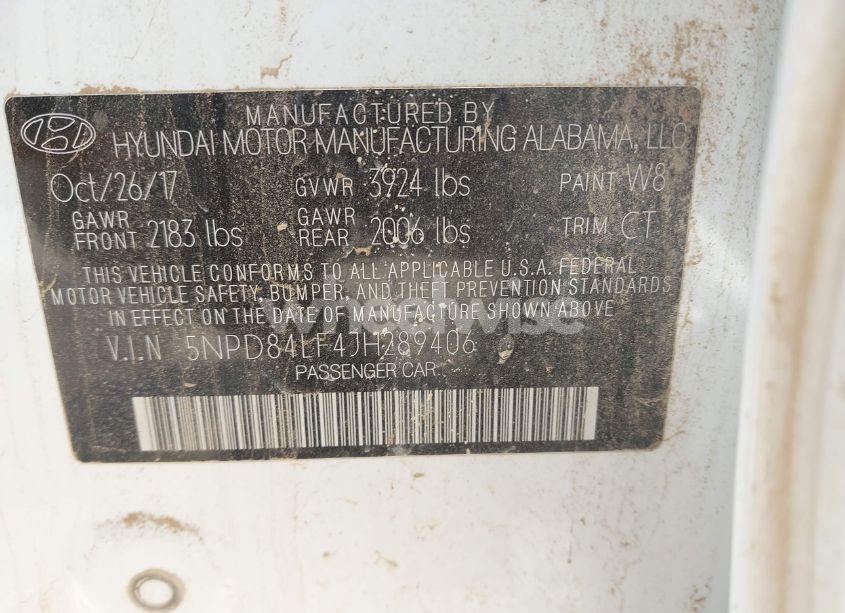 MANUFACTURED BY
HYUNDAI MOTOR MANUFACTURING ALABAMA, LLC
Oct/26/17 GVWR 3924 lbs PAINT W8
GAWR FRONT 2183 lbs GAWR REAR 2006 lbs TRIM CT
THIS VEHICLE CONFORMS TO ALL APPLICABLE U.S.A. FEDERAL
MOTOR VEHICLE SAFETY, BUMPER, AND THEFT PREVENTION STANDARDS
IN EFFECT ON THE DATE OF MANUFACTURE SHOWN ABOVE
wheelwise
V.I.N 5NPD84LF4JH289406
PASSENGER CAR